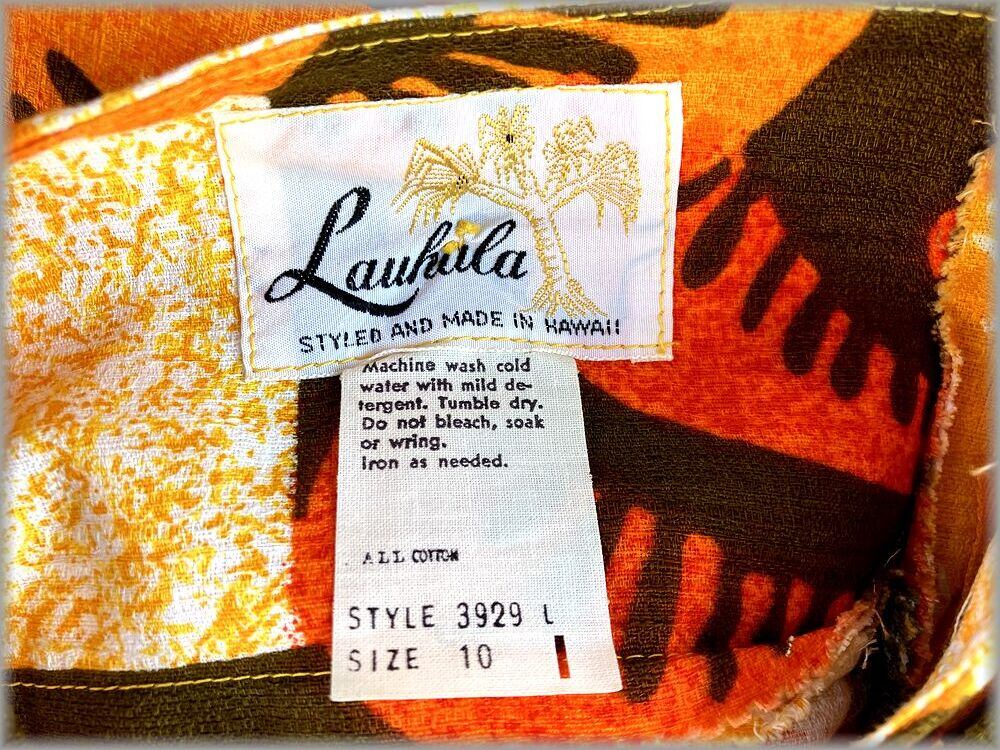 Lauhala
STYLED AND MADE IN HAWAII
Machine wash cold
water with mild de-
tergent. Tumble dry.
Do not bleach, soak
or wring.
Iron as needed.
ALL COTTON
STYLE 3929 L
SIZE 10